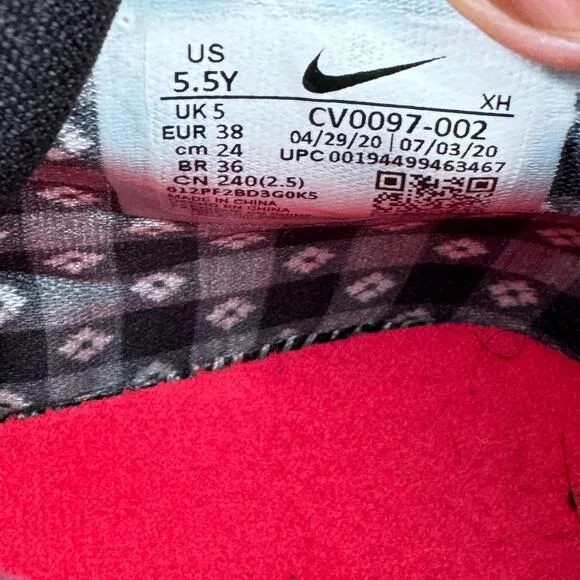 US
5.5Y
UK 5
EUR 38
cm 24
BR 36
CN 240(2.5)
XH
CV0097-002
04/29/20 | 07/03/20
UPC 00194499463467
MADE IN CHINA